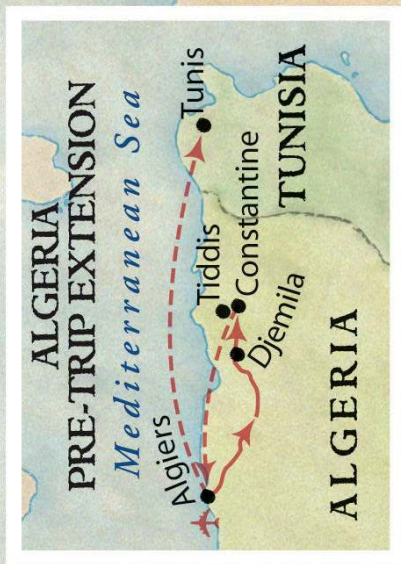 ALGERIA
PRE-TRIP EXTENSION
Mediterranean Sea
Algiers
Tunis
Tiddis
Constantine
Djemila
TUNISIA
ALGERIA